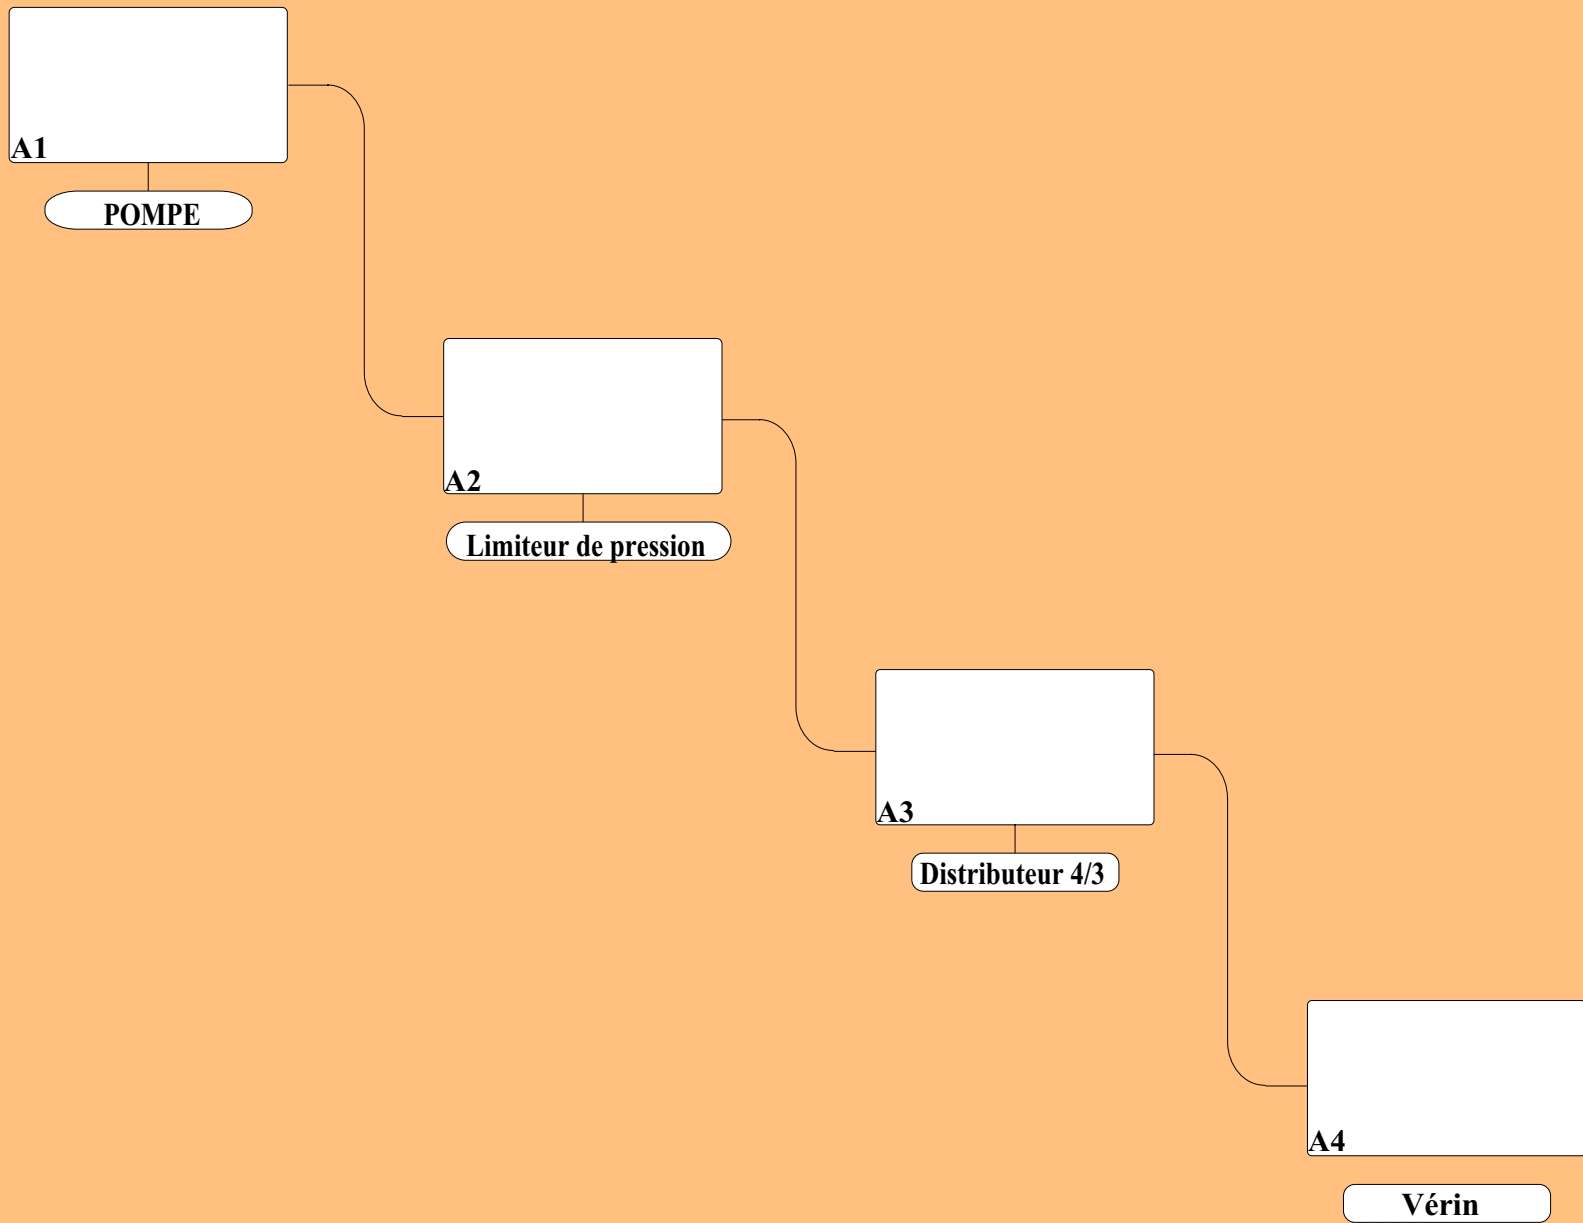 A1
POMPE
A2
Limiteur de pression
A3
Distributeur 4/3
A4
Vérin